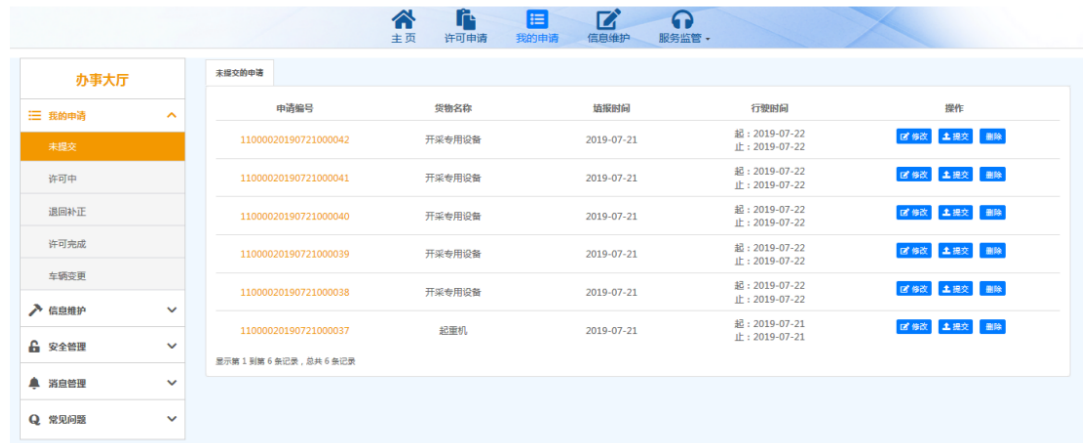 主页 许可申请 我的申请 信息维护 服务监管
办事大厅
我的申请
未提交
许可中
退回补正
许可完成
车辆变更
信息维护
安全管理
消息管理
常见问题
未提交的申请
申请编号 货物名称 填报时间 行驶时间 操作
11000020190721000042 开采专用设备 2019-07-21 起：2019-07-22 修改 提交 删除
止：2019-07-22
11000020190721000041 开采专用设备 2019-07-21 起：2019-07-22 修改 提交 删除
止：2019-07-22
11000020190721000040 开采专用设备 2019-07-21 起：2019-07-22 修改 提交 删除
止：2019-07-22
11000020190721000039 开采专用设备 2019-07-21 起：2019-07-22 修改 提交 删除
止：2019-07-22
11000020190721000038 开采专用设备 2019-07-21 起：2019-07-22 修改 提交 删除
止：2019-07-22
11000020190721000037 起重机 2019-07-21 起：2019-07-21 修改 提交 删除
止：2019-07-21
显示第 1 到第 6 条记录，总共 6 条记录